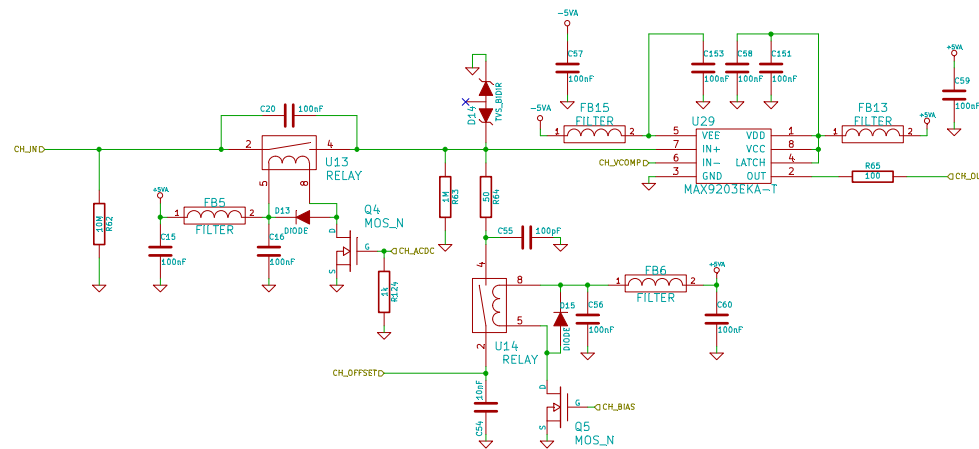 -5VA
C57
100nF
C153
100nF
C58
100nF
C151
100nF
+5VA
C59
100nF
D14
TVS_BIDIR
C20
100nF
-5VA
FB15
FILTER
1
2
U29
FB13
FILTER
1
2
+5VA
CH_IN
2
4
U13
RELAY
5
8
5
VEE
VDD
1
7
IN+
VCC
8
CH_VCOMP
6
IN-
LATCH
4
3
GND
OUT
2
MAX9203EKA-T
R65
100
10M
R62
+5VA
FB5
FILTER
1
2
D13
DIODE
C15
100nF
C16
100nF
Q4
MOS_N
D
G
S
CH_ACDC
1k
R124
1M
R63
50
R64
C55
100pF
4
8
5
2
U14
RELAY
D15
DIODE
C56
100nF
FB6
FILTER
1
2
+5VA
C60
100nF
CH_OFFSET
10nF
C54
D
G
S
CH_BIAS
Q5
MOS_N